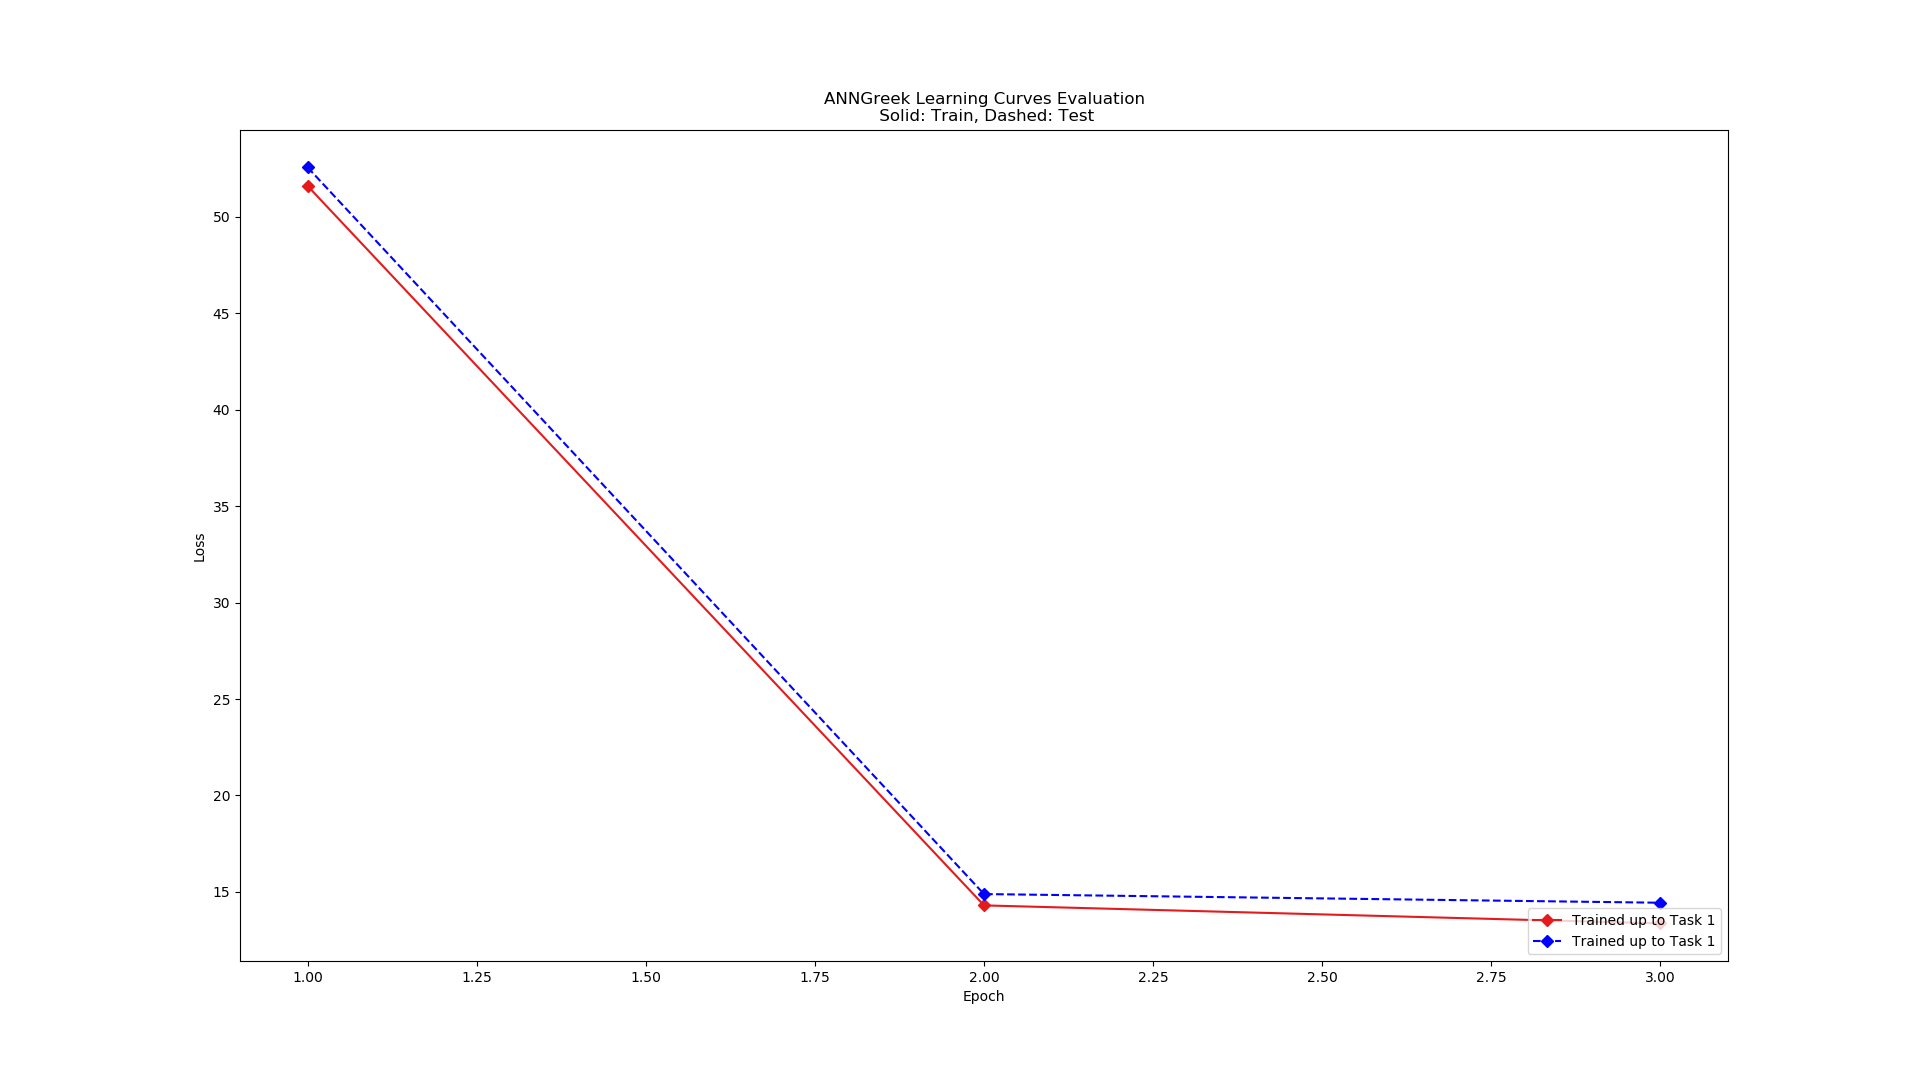 ANNGreek Learning Curves Evaluation
Solid: Train, Dashed: Test
50
45
40
35
30
25
20
15
Loss
1.00 1.25 1.50 1.75 2.00 2.25 2.50 2.75 3.00
Epoch
Trained up to Task 1
Trained up to Task 1